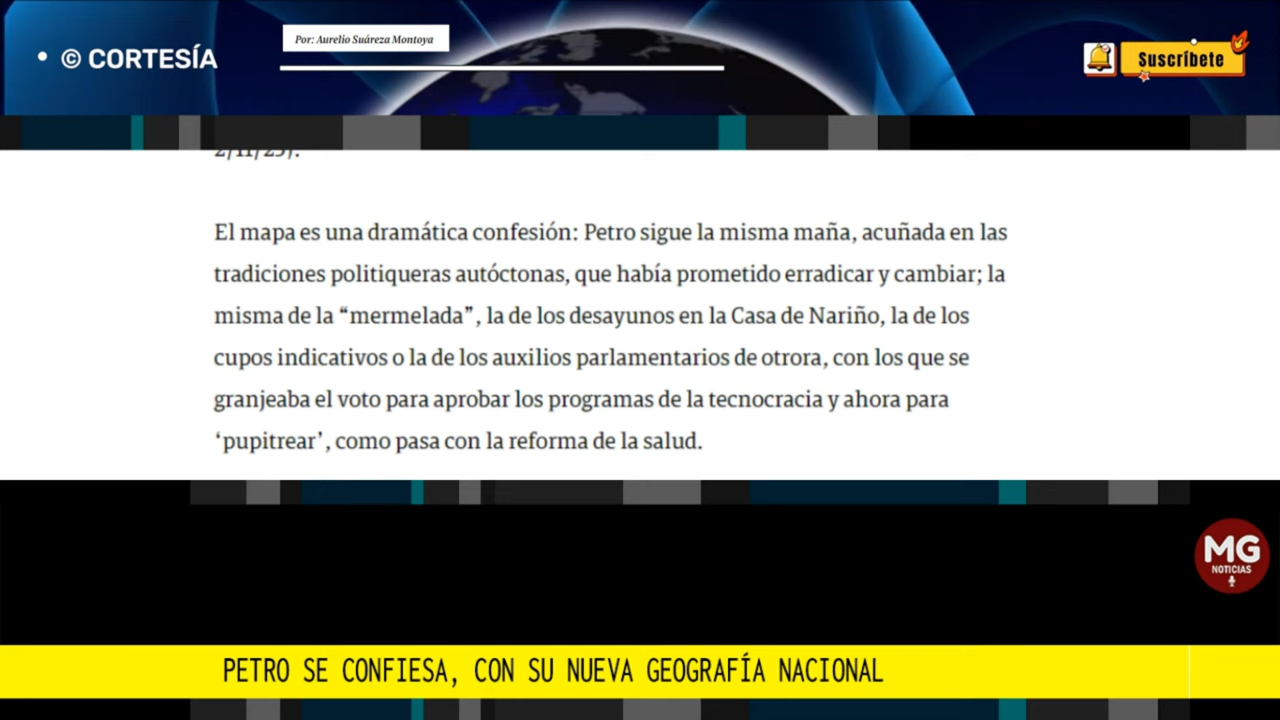 Por: Aurelio Suáreza Montoya
• © CORTESÍA
Suscríbete
El mapa es una dramática confesión: Petro sigue la misma maña, acuñada en las
tradiciones politiqueras autóctonas, que había prometido erradicar y cambiar; la
misma de la “mermelada”, la de los desayunos en la Casa de Nariño, la de los
cupos indicativos o la de los auxilios parlamentarios de otrora, con los que se
granjeaba el voto para aprobar los programas de la tecnocracia y ahora para
‘pupitrear’, como pasa con la reforma de la salud.
MG
NOTICIAS
PETRO SE CONFIESA, CON SU NUEVA GEOGRAFÍA NACIONAL